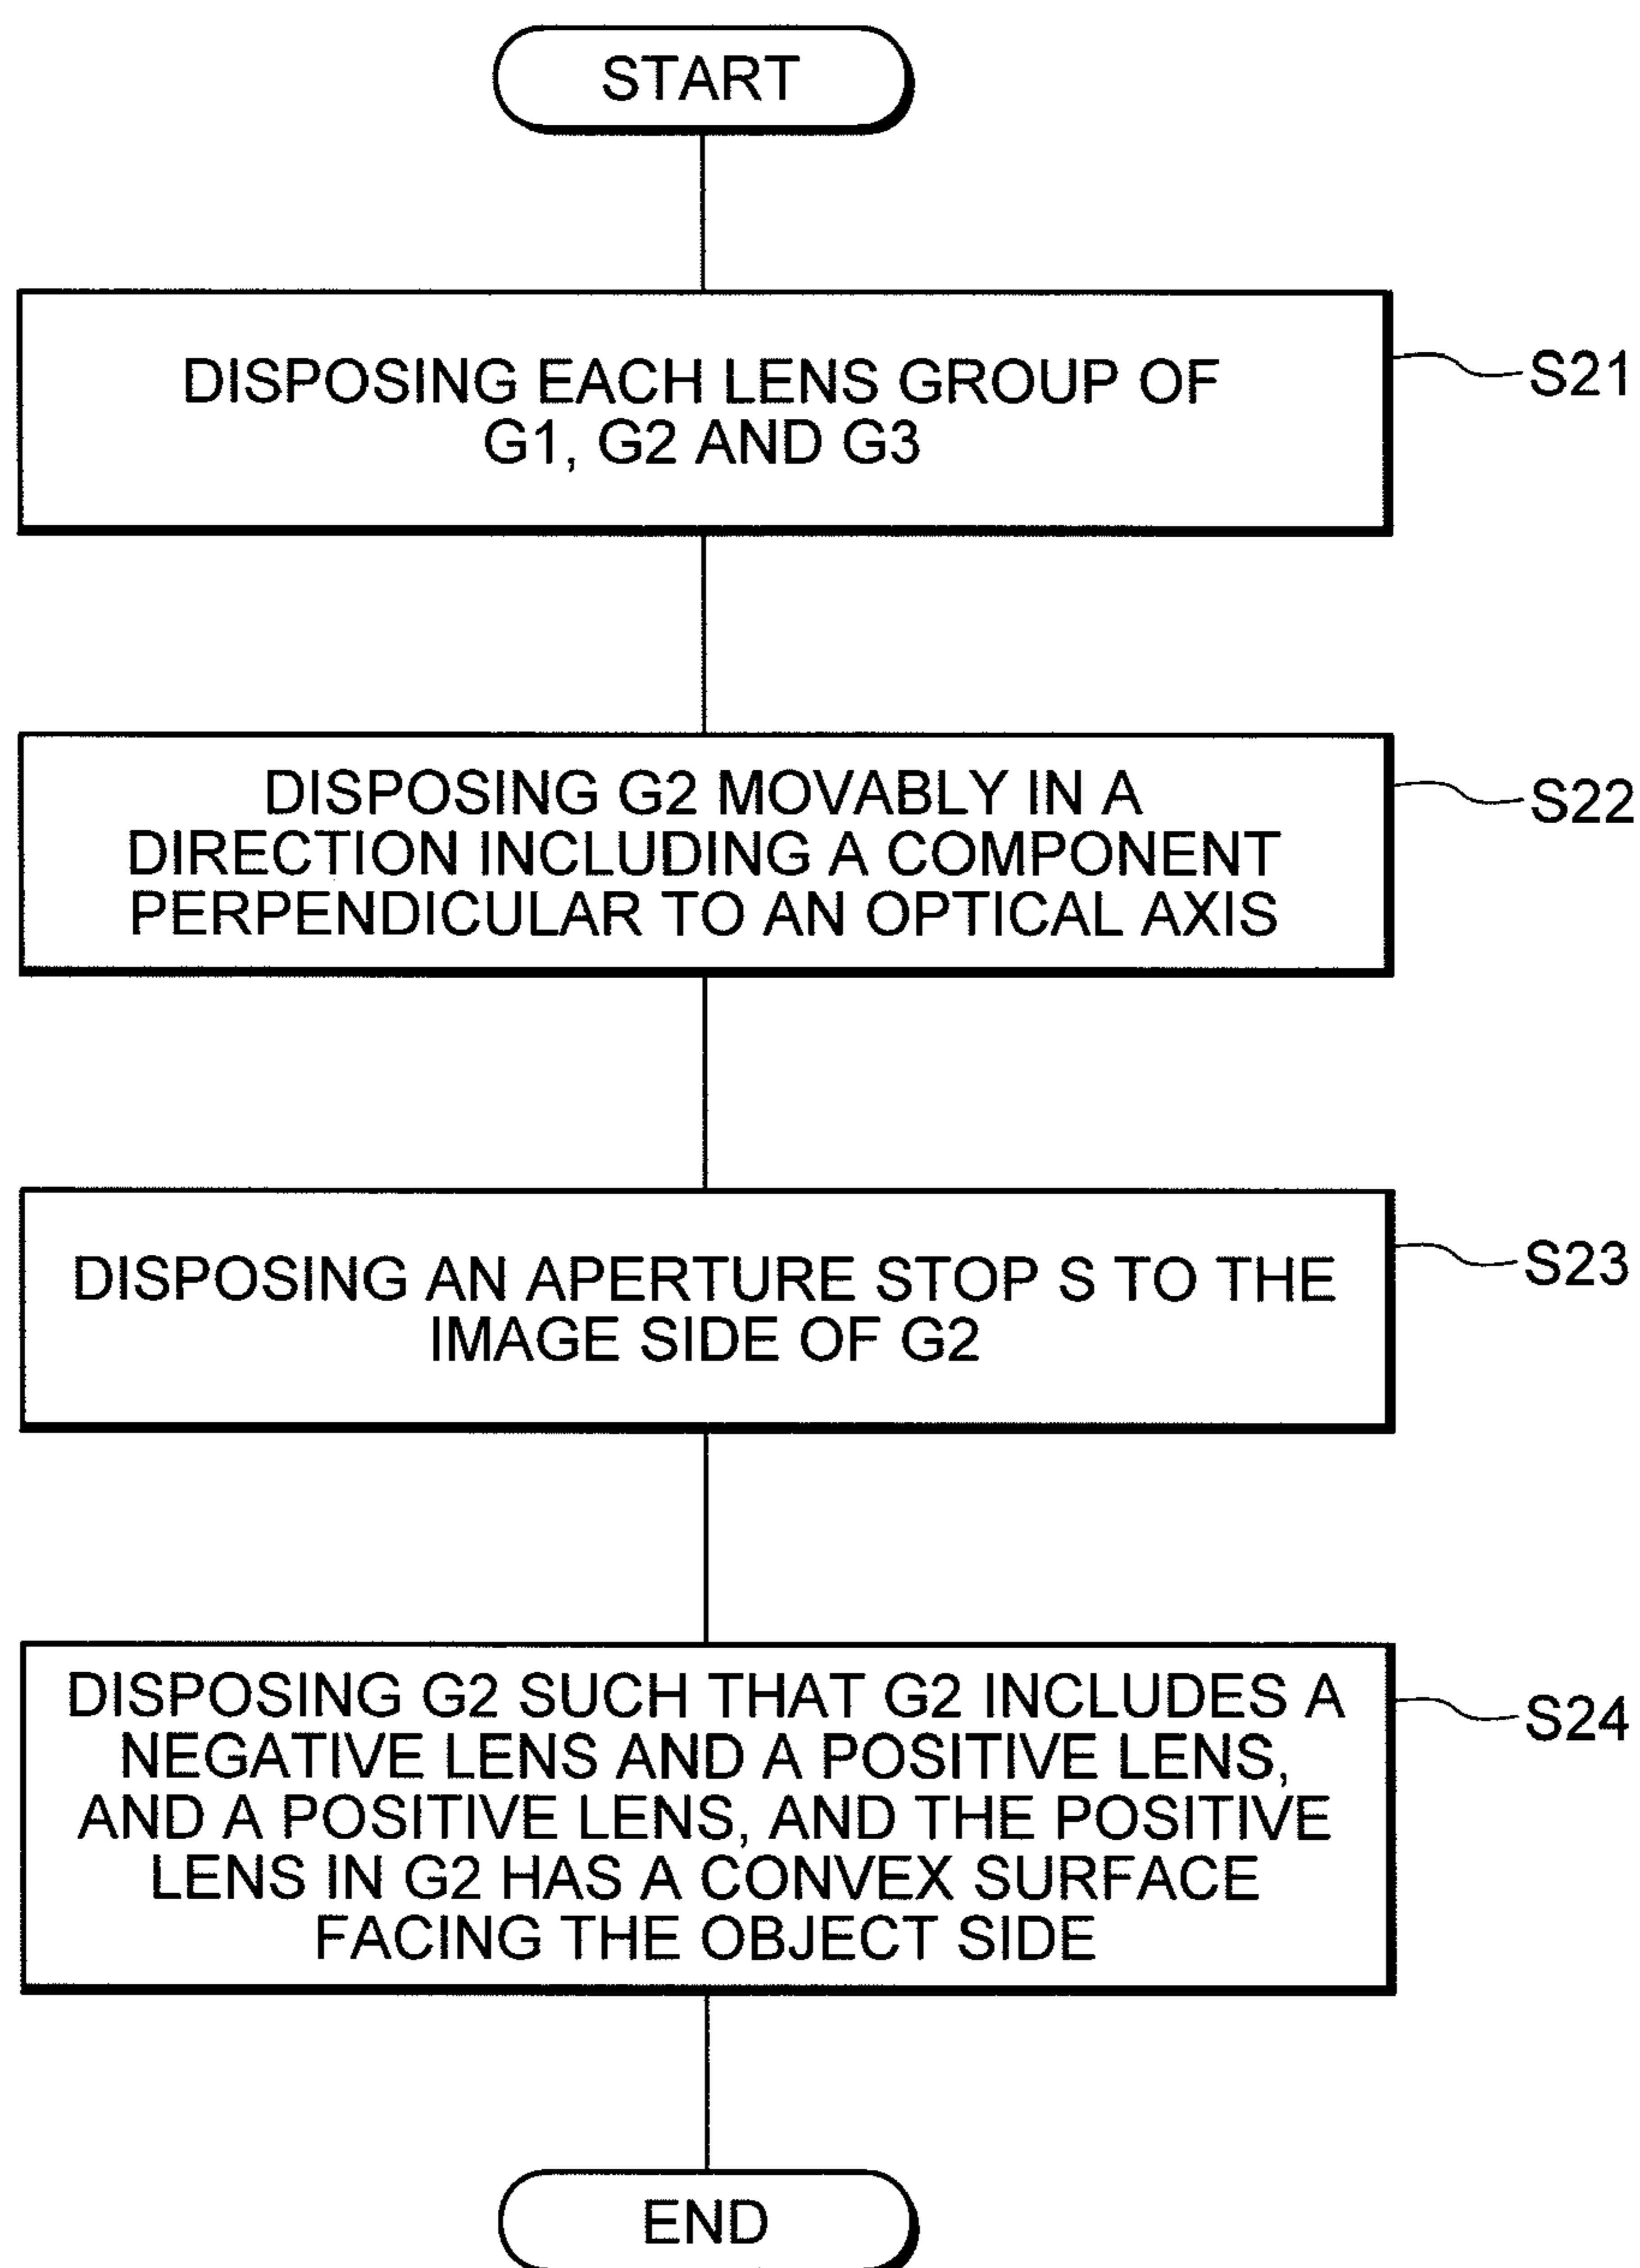 START
DISPOSING EACH LENS GROUP OF
G1, G2 AND G3
S21
DISPOSING G2 MOVABLY IN A
DIRECTION INCLUDING A COMPONENT
PERPENDICULAR TO AN OPTICAL AXIS
S22
DISPOSING AN APERTURE STOP S TO THE
IMAGE SIDE OF G2
S23
DISPOSING G2 SUCH THAT G2 INCLUDES A
NEGATIVE LENS AND A POSITIVE LENS,
AND A POSITIVE LENS, AND THE POSITIVE
LENS IN G2 HAS A CONVEX SURFACE
FACING THE OBJECT SIDE
S24
END